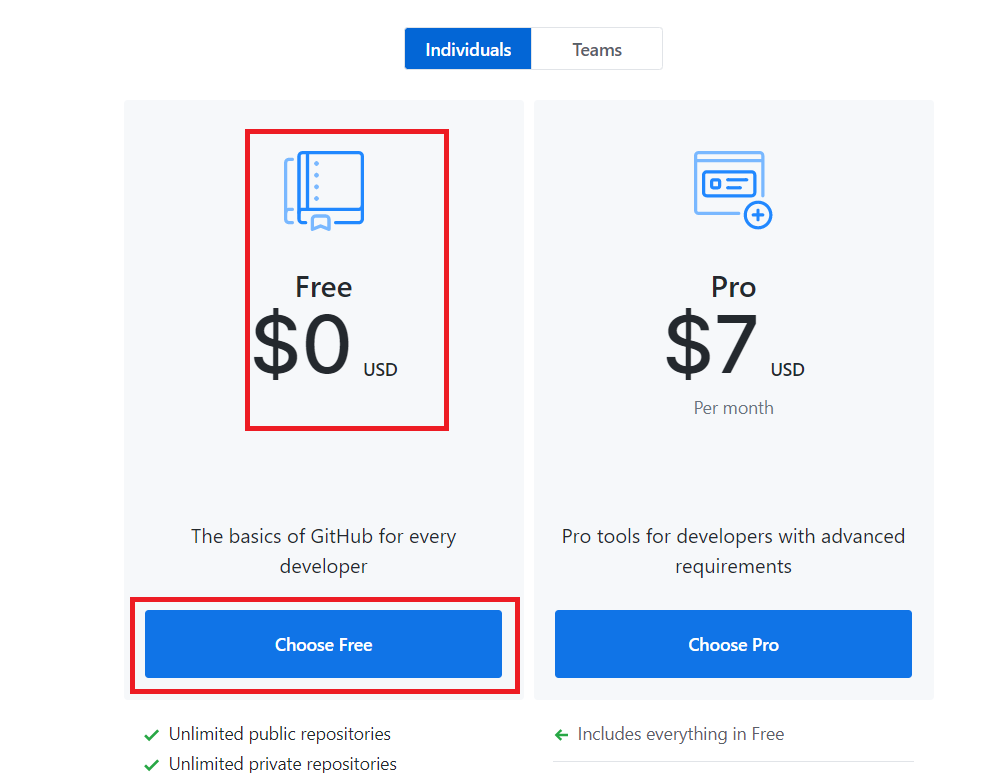 Individuals
Teams
Free
$0 USD
The basics of GitHub for every
developer
Choose Free
Unlimited public repositories
Unlimited private repositories
Pro
$7 USD
Per month
Pro tools for developers with advanced
requirements
Choose Pro
Includes everything in Free